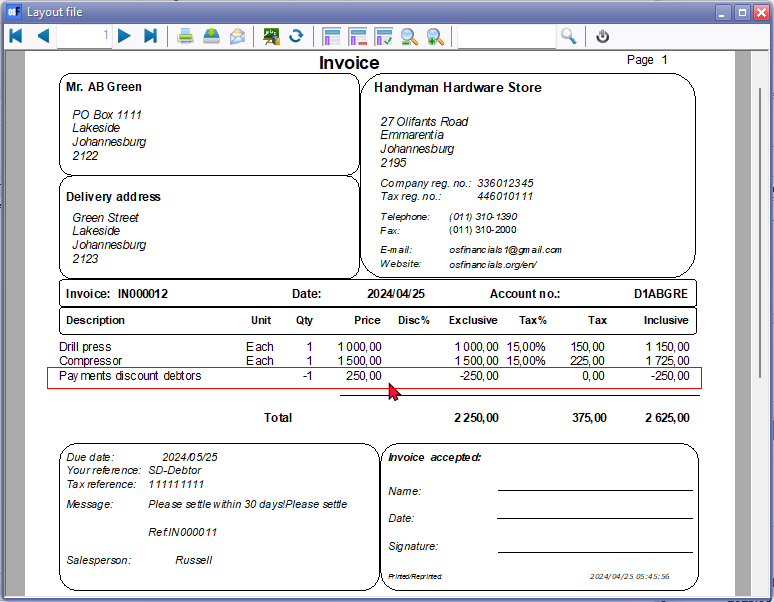 Layout file
1
Invoice
Page 1
Mr. AB Green
PO Box 1111
Lakeside
Johannesburg
2122
Handyman Hardware Store
27 Olifants Road
Emmarentia
Johannesburg
2195
Company reg. no.: 336012345
Tax reg. no.: 446010111
Telephone: (011) 310-1390
Fax: (011) 310-2000
E-mail: osfinancials1@gmail.com
Website: osfinancials.org/en/
Delivery address
Green Street
Lakeside
Johannesburg
2123
Invoice: IN000012 Date: 2024/04/25 Account no.: D1ABGRE
Description Unit Qty Price Disc% Exclusive Tax% Tax Inclusive
Drill press Each 1 1 000,00 1 000,00 15,00% 150,00 1 150,00
Compressor Each 1 1 500,00 1 500,00 15,00% 225,00 1 725,00
Payments discount debtors -1 250,00 -250,00 0,00 -250,00
Total 2 250,00 375,00 2 625,00
Due date: 2024/05/25
Your reference: SD-Debtor
Tax reference: 111111111
Message: Please settle within 30 days!Please settle
Ref:IN000011
Salesperson: Russell
Invoice accepted:
Name:
Date:
Signature:
Printed/Reprinted: 2024/04/25 05:45:56